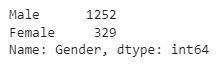 Male      1252
Female     329
Name: Gender, dtype: int64